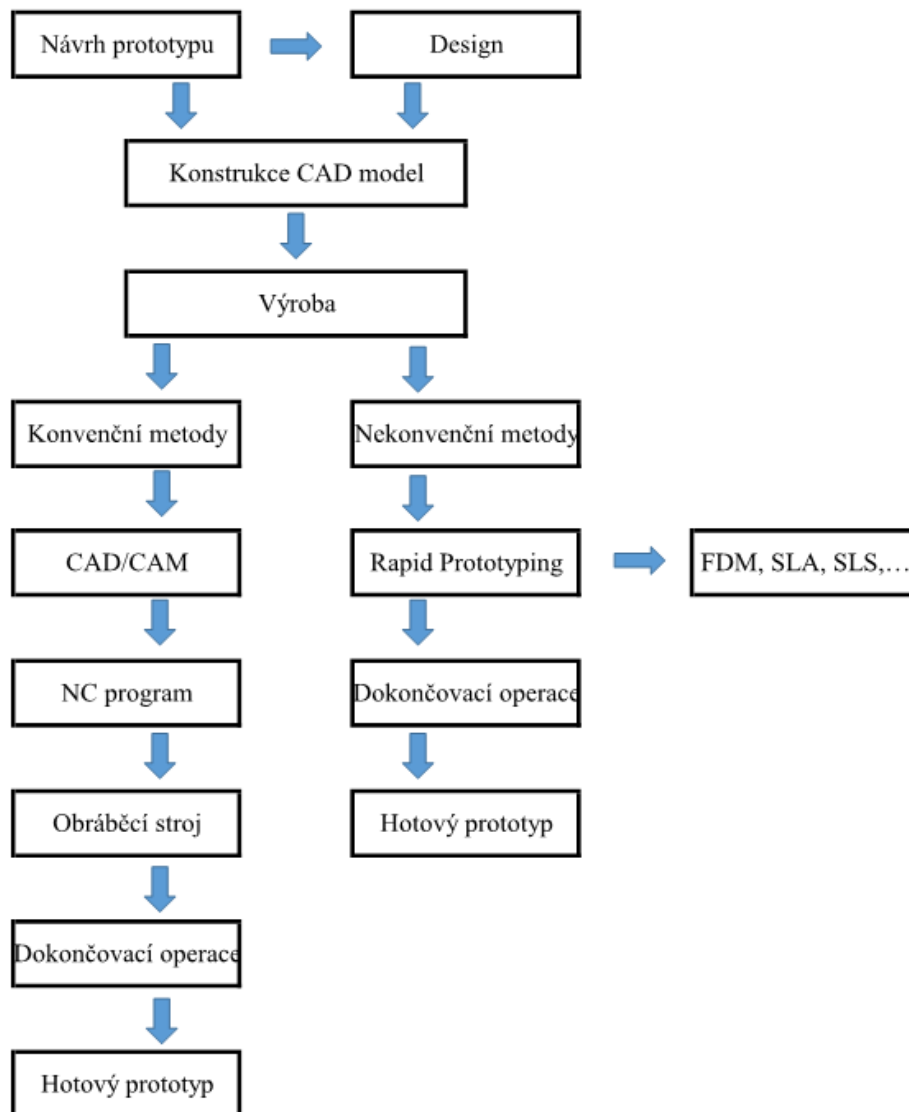 Návrh prototypu
Design
Konstrukce CAD model
Výroba
Konvenční metody
Nekonvenční metody
CAD/CAM
Rapid Prototyping
FDM, SLA, SLS,…
NC program
Dokončovací operace
Obráběcí stroj
Hotový prototyp
Dokončovací operace
Hotový prototyp